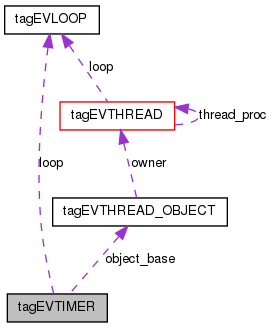 tagEVLOOP
loop
tagEVTHREAD
thread_proc
loop
owner
tagEVTHREAD_OBJECT
object_base
tagEVTIMER